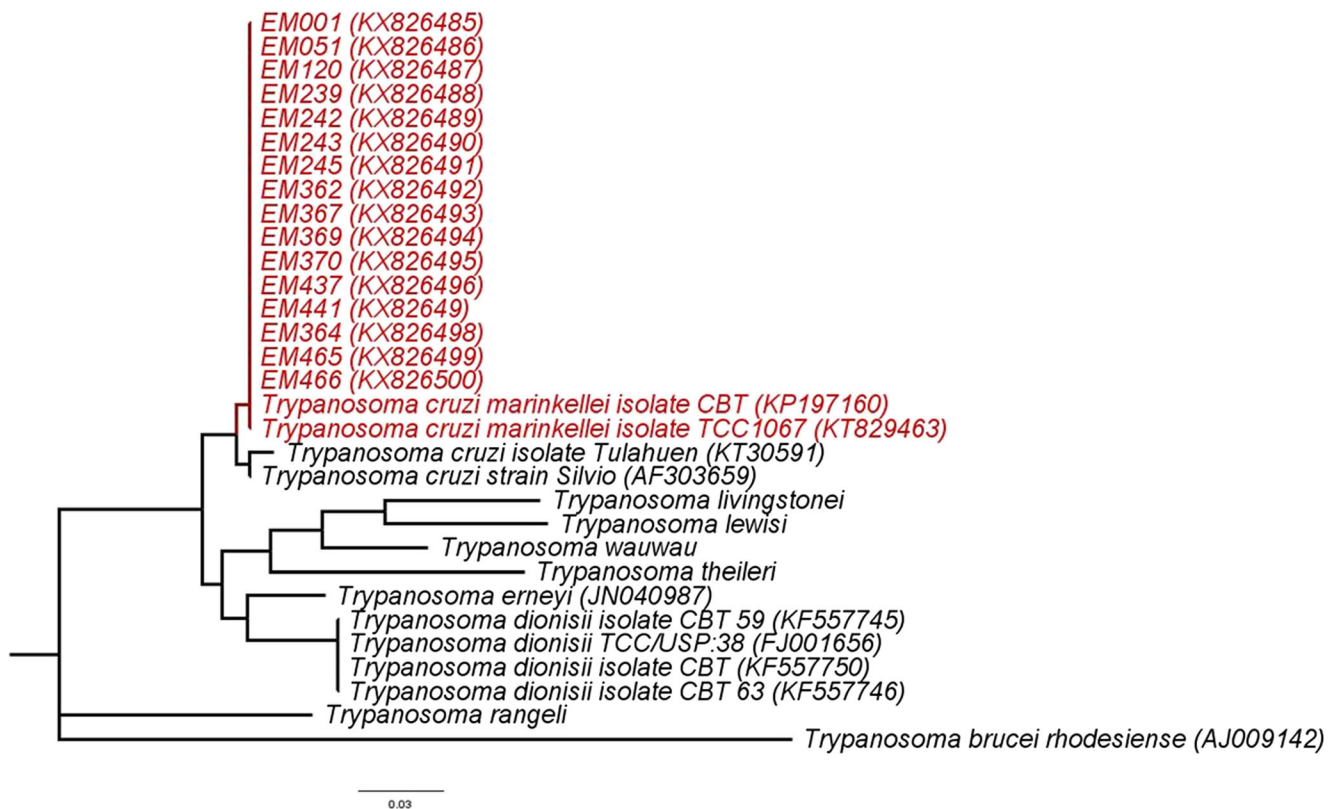 EM001 (KX826485)
EM051 (KX826486)
EM120 (KX826487)
EM239 (KX826488)
EM242 (KX826489)
EM243 (KX826490)
EM245 (KX826491)
EM362 (KX826492)
EM367 (KX826493)
EM369 (KX826494)
EM370 (KX826495)
EM437 (KX826496)
EM441 (KX82649)
EM364 (KX826498)
EM465 (KX826499)
EM466 (KX826500)
Trypanosoma cruzi marinkellei isolate CBT (KP197160)
Trypanosoma cruzi marinkellei isolate TCC1067 (KT829463)
Trypanosoma cruzi isolate Tulahuen (KT30591)
Trypanosoma cruzi strain Silvio (AF303659)
Trypanosoma livingstonei
Trypanosoma lewisi
Trypanosoma wauwau
Trypanosoma theileri
Trypanosoma erneyi (JN040987)
Trypanosoma dionisii isolate CBT 59 (KF557745)
Trypanosoma dionisii TCC/USP:38 (FJ001656)
Trypanosoma dionisii isolate CBT (KF557750)
Trypanosoma dionisii isolate CBT 63 (KF557746)
Trypanosoma rangeli
Trypanosoma brucei rhodesiense (AJ009142)
0.03